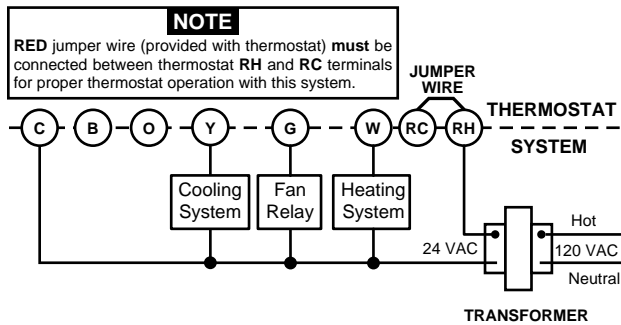 NOTE
RED jumper wire (provided with thermostat) must be
connected between thermostat RH and RC terminals
for proper thermostat operation with this system.
JUMPER
WIRE
THERMOSTAT
C B O Y G W RC RH
SYSTEM
Cooling
System
Fan
Relay
Heating
System
Hot
24 VAC
120 VAC
Neutral
TRANSFORMER